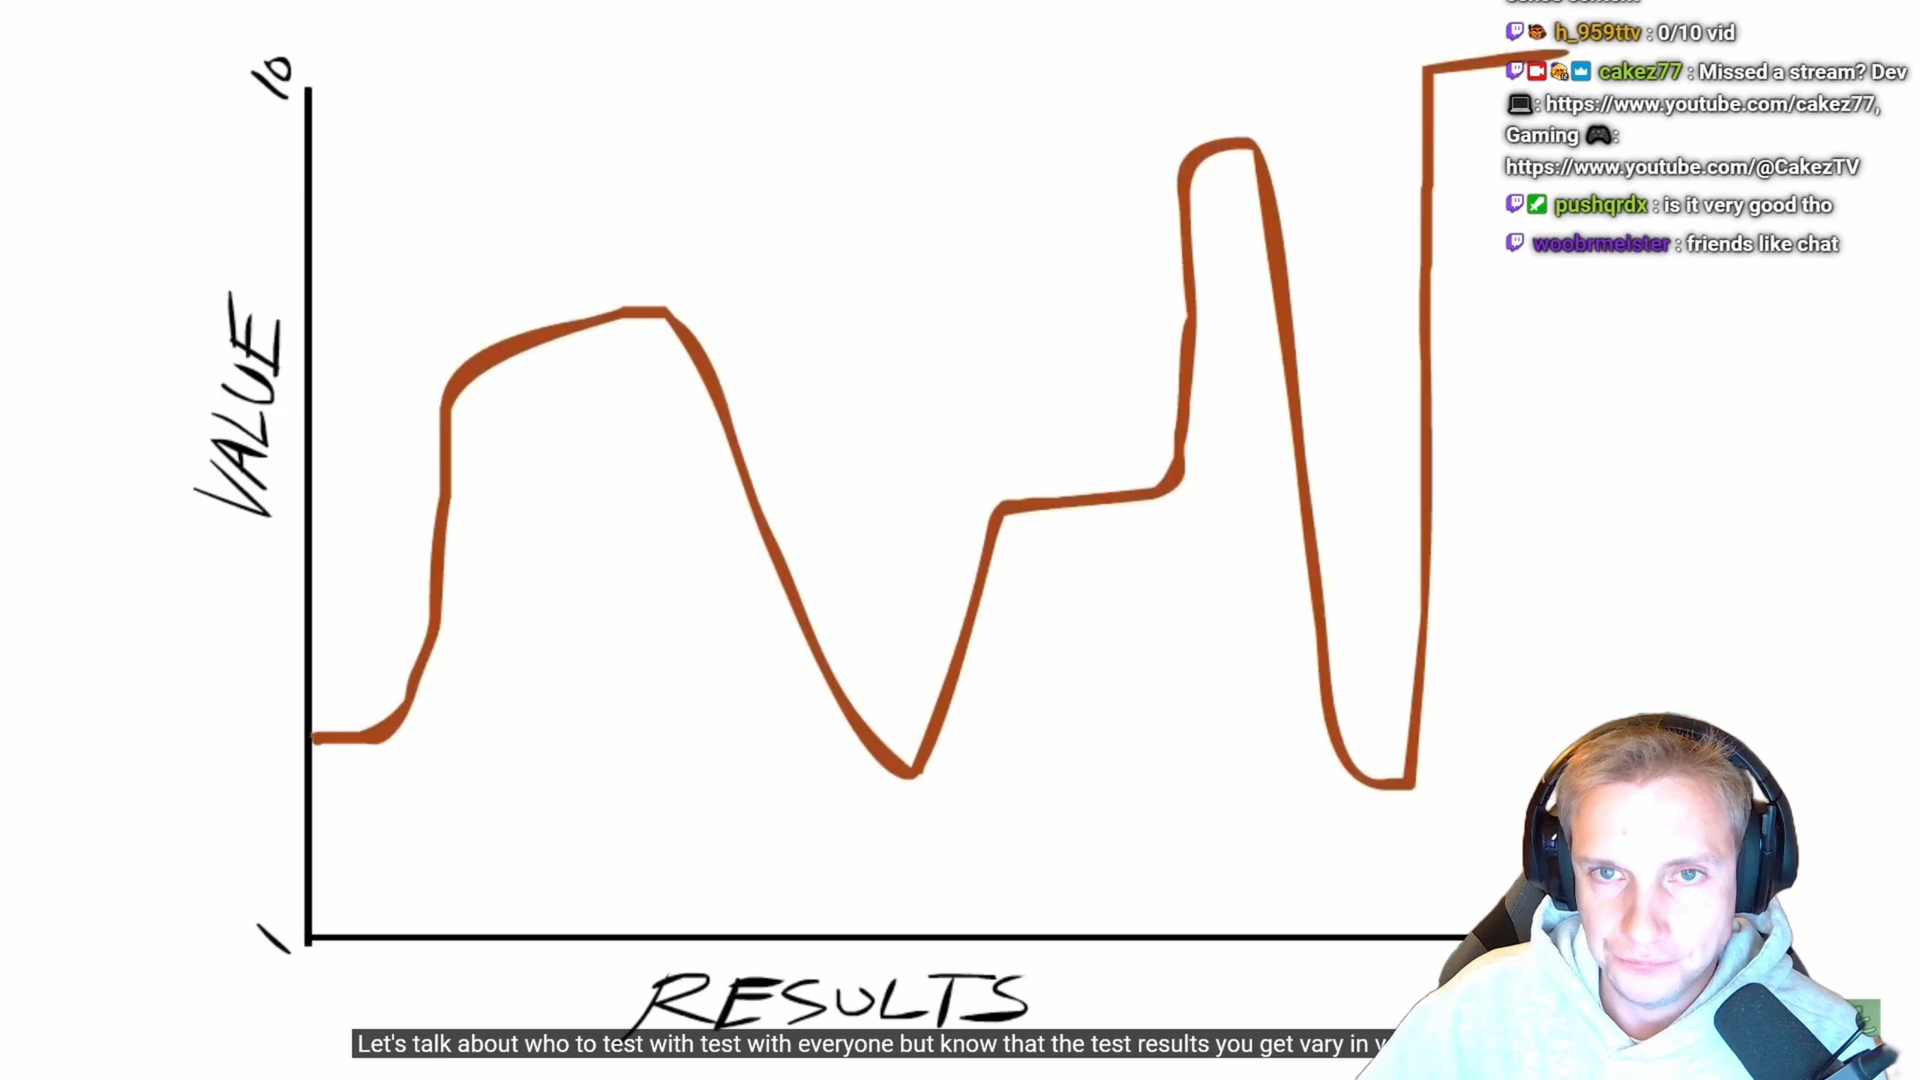 h_959ttv : 0/10 vid
cakez77 : Missed a stream? Dev
💻: https://www.youtube.com/cakez77,
Gaming 🎮:
https://www.youtube.com/@CakezTV
pushqrdx : is it very good tho
woobrmeister : friends like chat
10
VALUE
1
RESULTS
Let's talk about who to test with test with everyone but know that the test results you get vary in